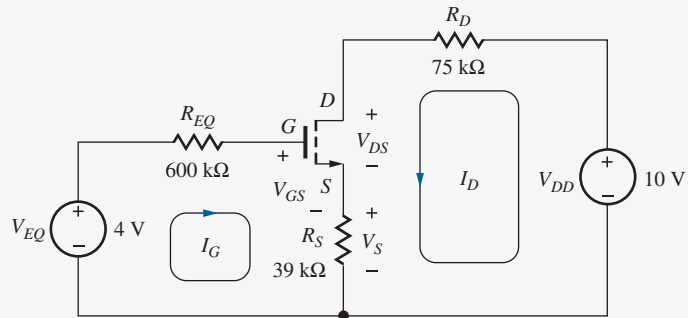 R_D
75 kΩ
D
R_EQ
G
+
+
600 kΩ
V_DS
–
V_GS
S
I_D
V_DD
+
–
10 V
V_EQ
+
–
4 V
I_G
–
R_S
39 kΩ
+
V_S
–